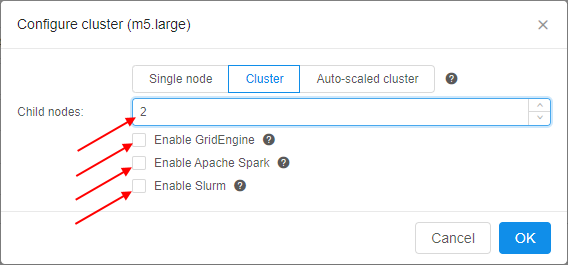 Configure cluster (m5.large)
Single node Cluster Auto-scaled cluster ?
Child nodes: 2
Enable GridEngine ?
Enable Apache Spark ?
Enable Slurm ?
Cancel OK